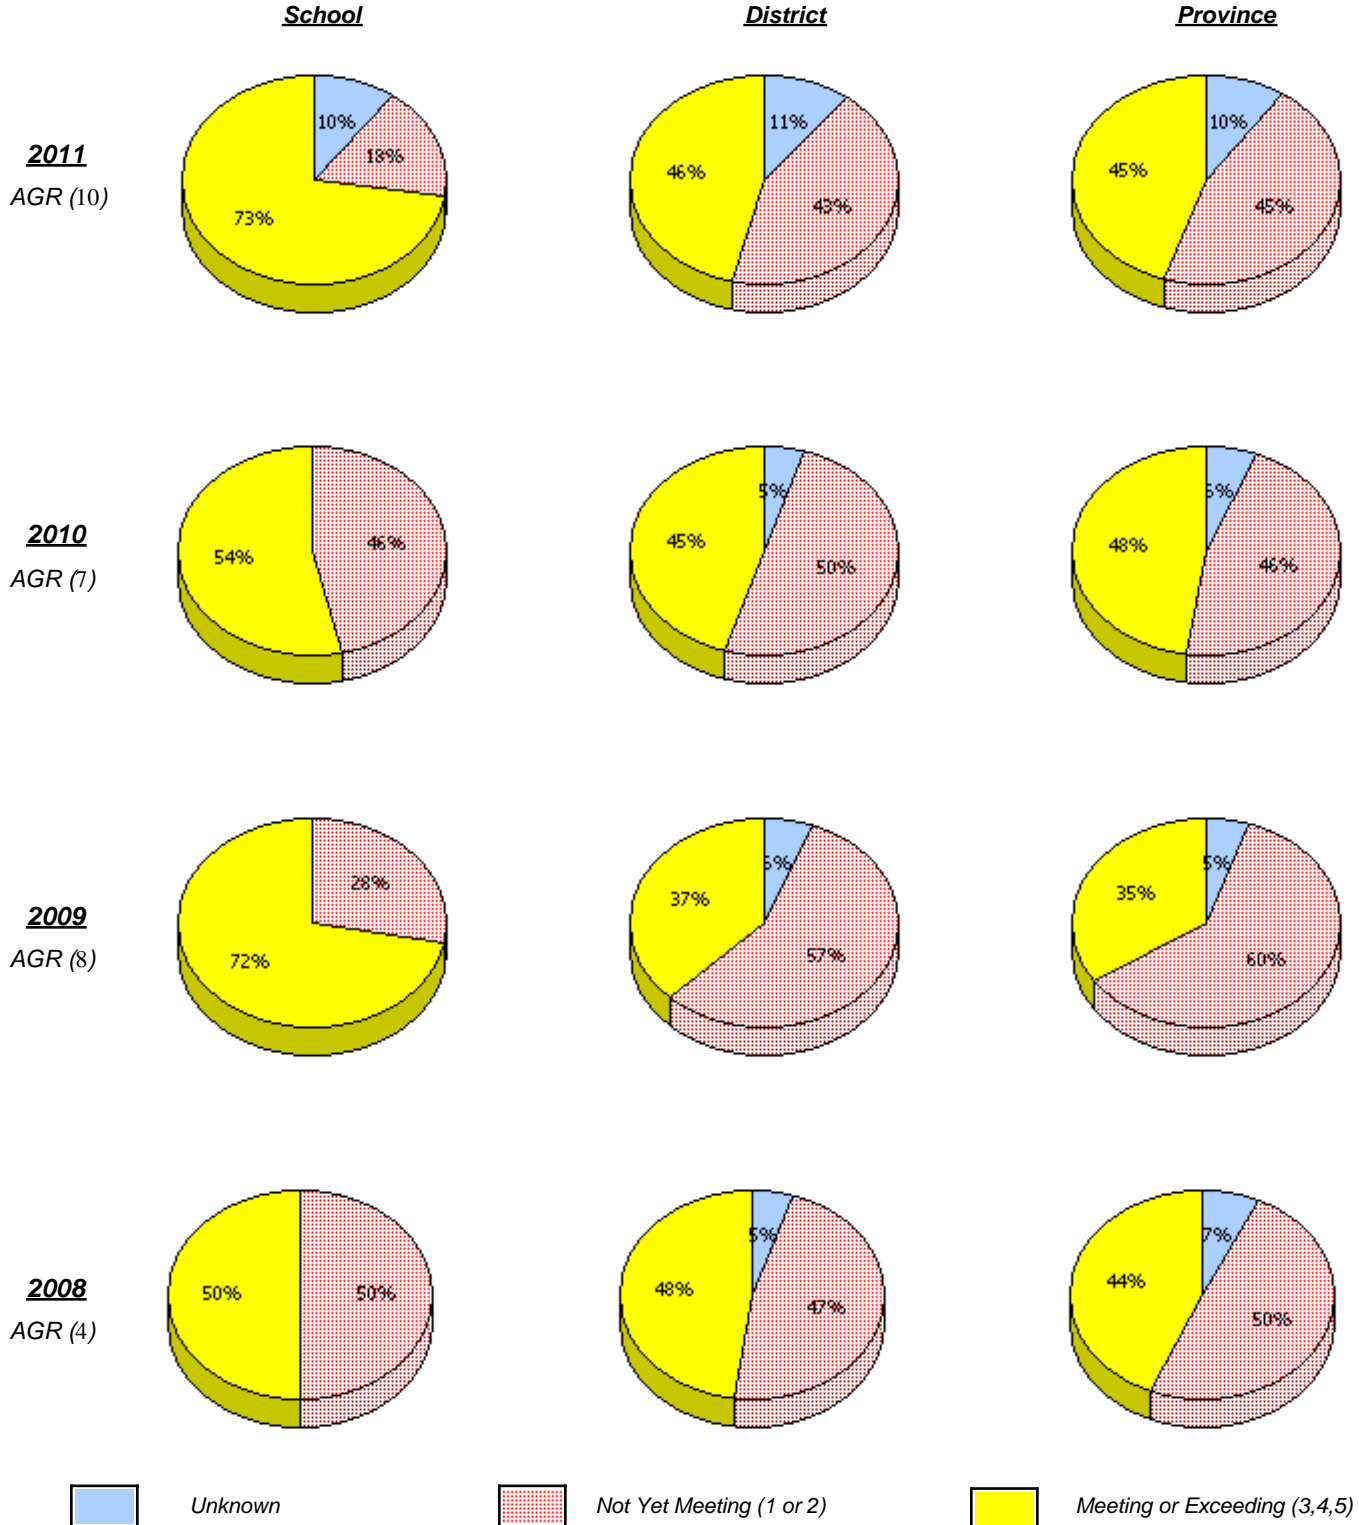 School District Province
10% 11% 10%
18% 46% 45%
2011
AGR (10)
73% 43% 45%
2010
AGR (7)
54% 46% 45% 5% 50% 48% 46%
2009
AGR (8)
28% 72% 37% 57% 35% 5% 60%
2008
AGR (4)
50% 50% 48% 5% 47% 44% 7% 50%
Unknown Not Yet Meeting (1 or 2) Meeting or Exceeding (3,4,5)